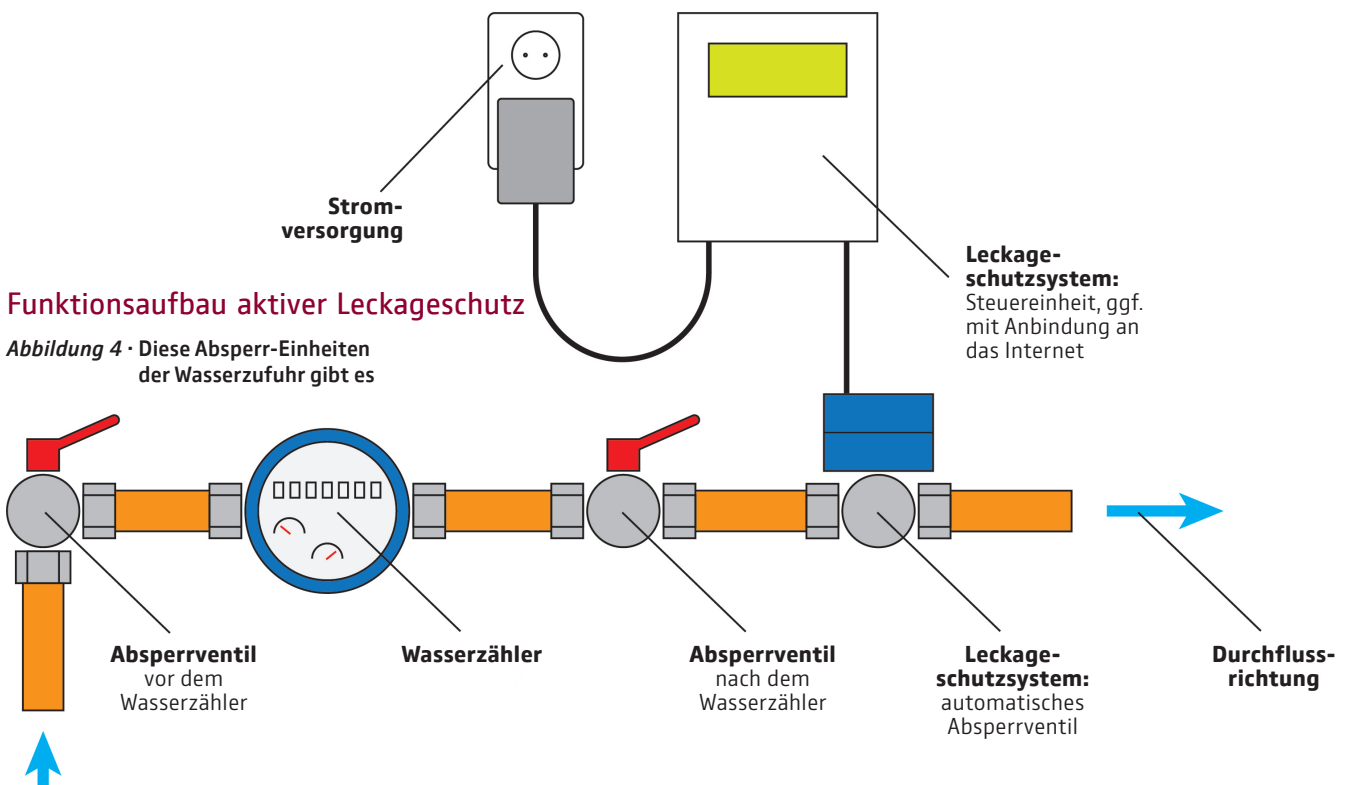 Strom-
versorgung
Leckage-
schutzsystem:
Steuereinheit, ggf.
mit Anbindung an
das Internet
Funktionsaufbau aktiver Leckageschutz
Abbildung 4 · Diese Absperr-Einheiten
der Wasserzufuhr gibt es
Absperrventil
vor dem
Wasserzähler
Wasserzähler
Absperrventil
nach dem
Wasserzähler
Leckage-
schutzsystem:
automatisches
Absperrventil
Durchfluss-
richtung